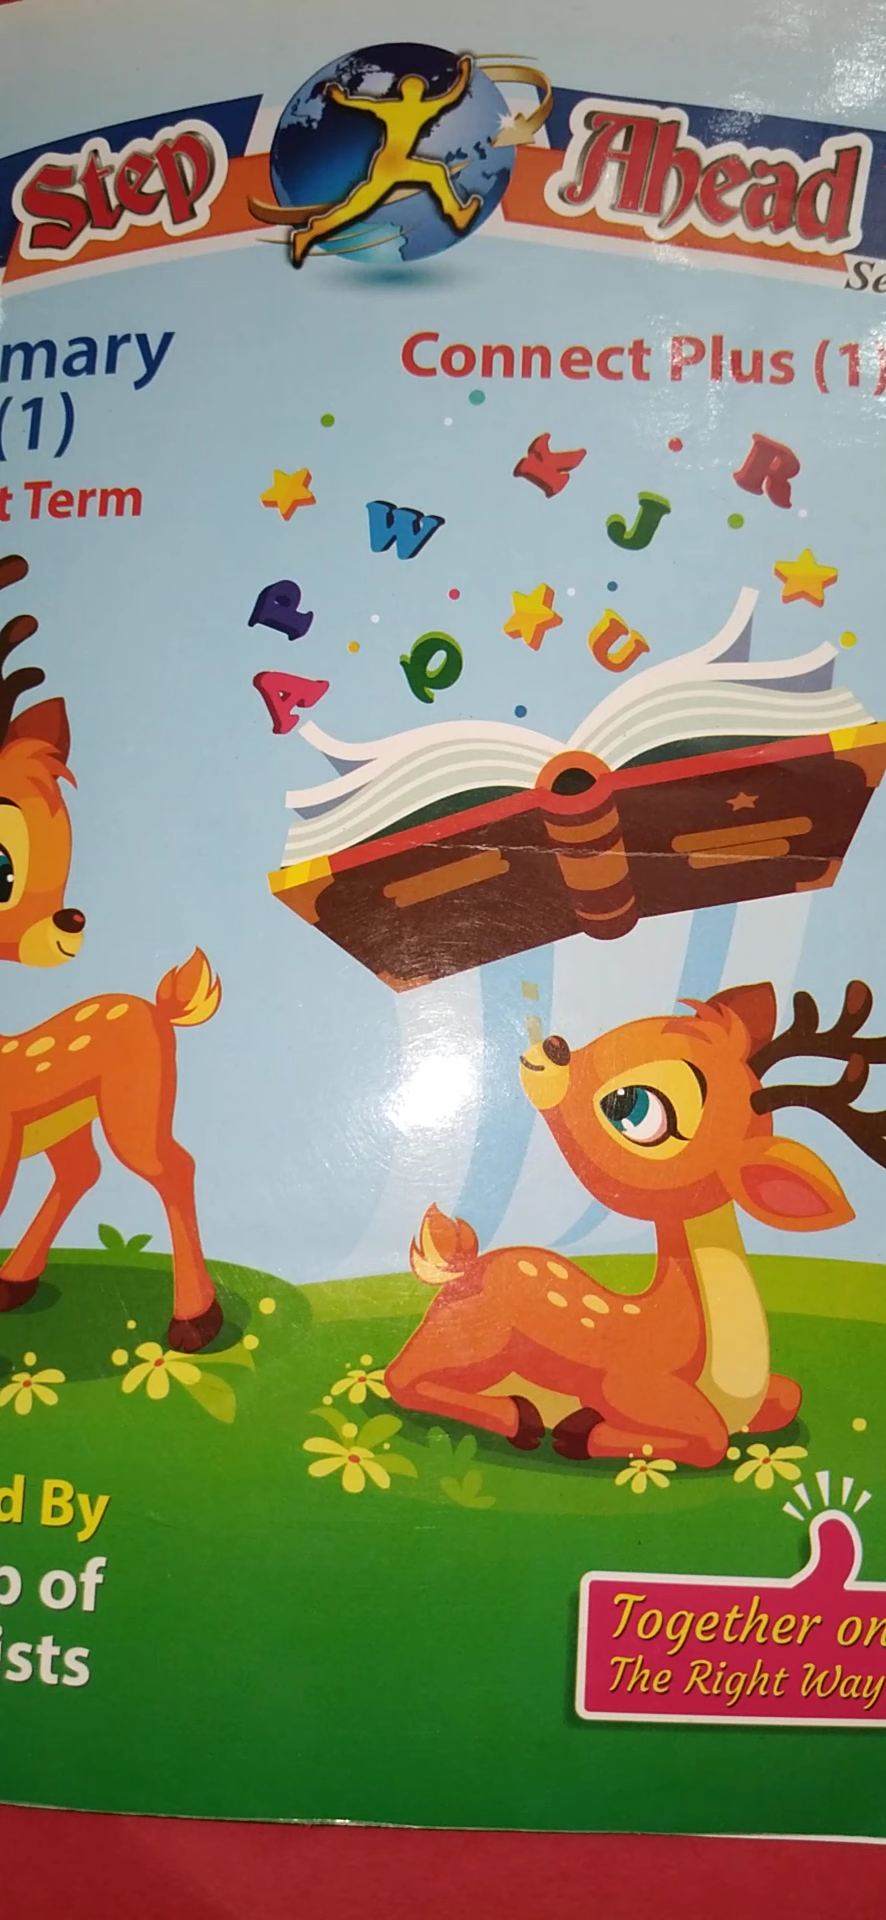 Step Ahead
Se
mary
(1)
t Term
Connect Plus (1)
K
R
W
J
P
Q
U
A
d By
p of
ists
Together on
The Right Way